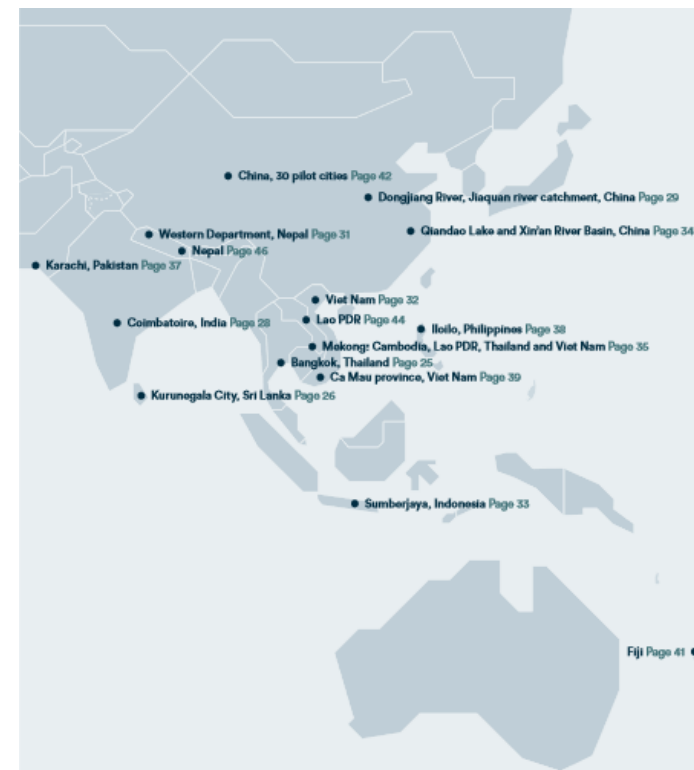 China, 30 pilot cities Page 42
Dongjiang River, Jiaquan river catchment, China Page 29
Qiandao Lake and Xin'an River Basin, China Page 34
Western Department, Nepal Page 31
Nepal Page 46
Karachi, Pakistan Page 37
Viet Nam Page 32
Lao PDR Page 44
Coimbatoire, India Page 28
Iloilo, Philippines Page 38
Mekong: Cambodia, Lao PDR, Thailand and Viet Nam Page 35
Bangkok, Thailand Page 25
Ca Mau province, Viet Nam Page 39
Kurunegala City, Sri Lanka Page 26
Sumberjaya, Indonesia Page 33
Fiji Page 41